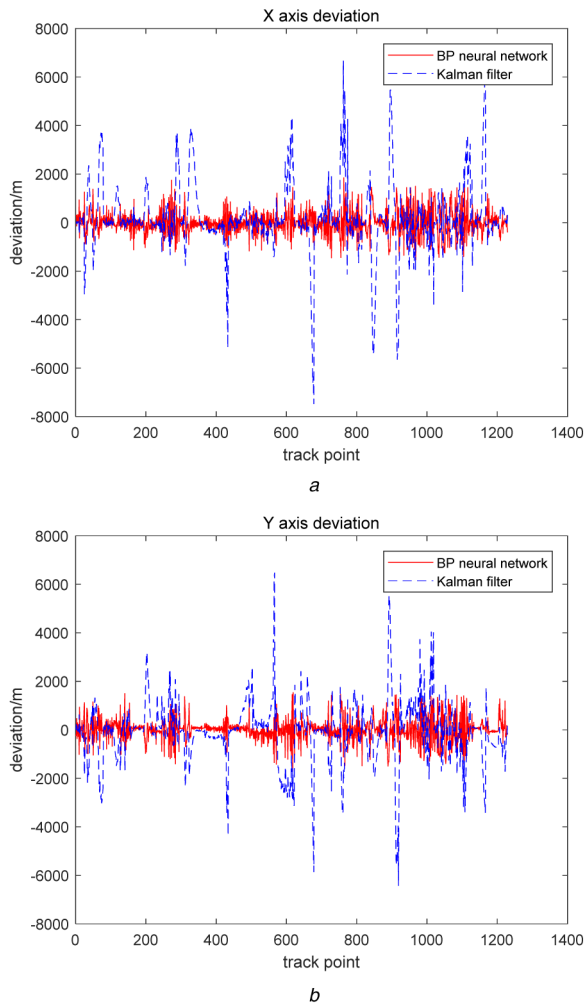 X axis deviation
8000
6000
4000
2000
0
-2000
-4000
-6000
-8000
deviation/m
BP neural network
Kalman filter
0 200 400 600 800 1000 1200 1400
track point
a
Y axis deviation
8000
6000
4000
2000
0
-2000
-4000
-6000
-8000
deviation/m
BP neural network
Kalman filter
0 200 400 600 800 1000 1200 1400
track point
b